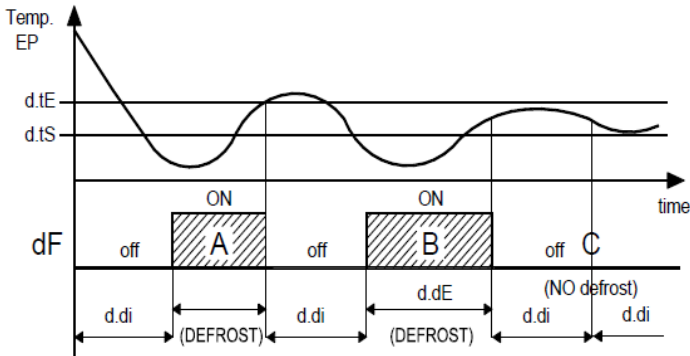 Temp.
EP
d.tE
d.tS
time
ON
ON
dF
off
A
off
B
off
C
d.di
(DEFROST)
d.di
d.dE
(DEFROST)
(NO defrost)
d.di
d.di